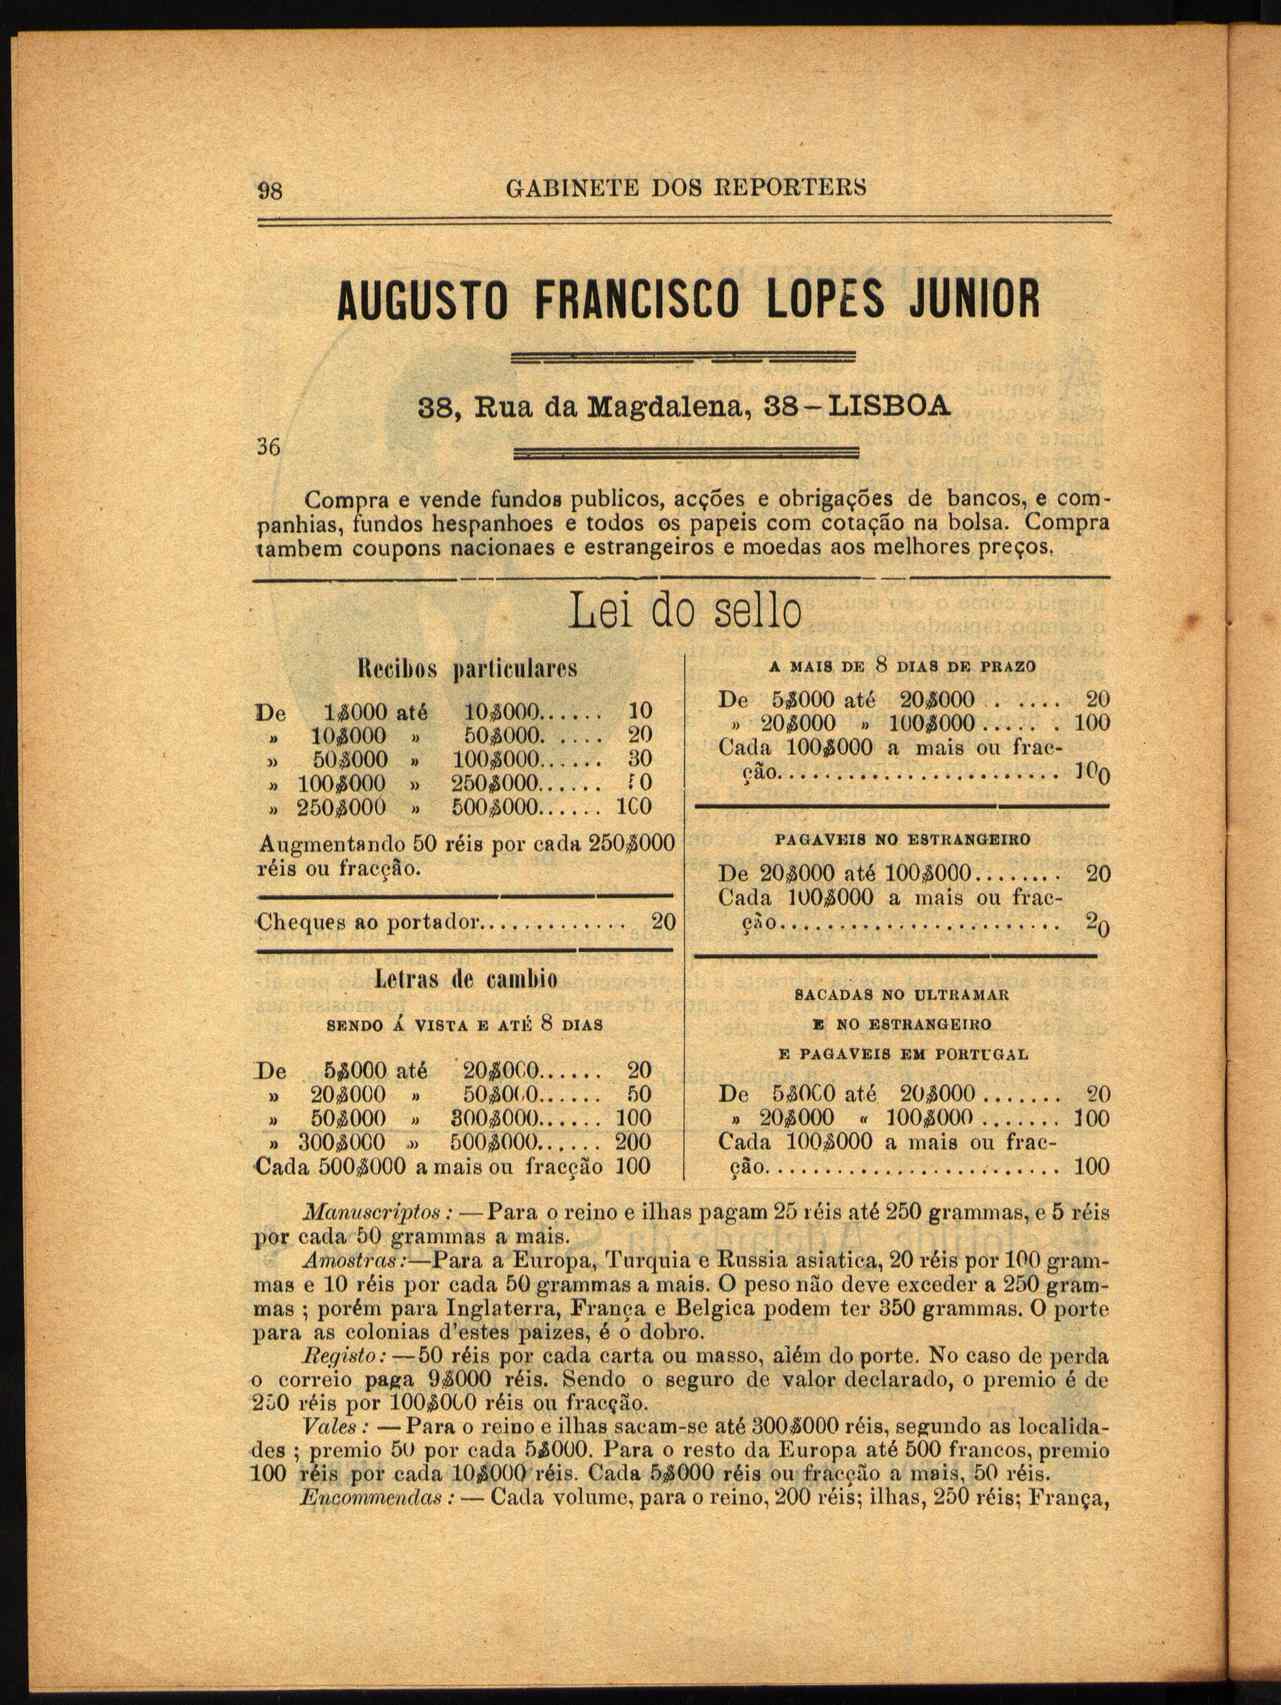 98 GABINETE DOS REPORTERS
AUGUSTO FRANCISCO LOPES JUNIOR
38, Rua da Magdalena, 38 – LISBOA
36
Compra e vende fundos publicos, acções e obrigações de bancos, e com-
panhias, fundos hespanhoes e todos os papeis com cotação na bolsa. Compra
tambem coupons nacionaes e estrangeiros e moedas aos melhores preços.
Lei do sello
Recibos particulares
De 1$000 até 10$000...... 10
» 10$000 » 50$000. ..... 20
» 50$000 » 100$000...... 30
» 100$000 » 250$000...... 50
» 250$000 » 500$000...... 100
Augmentando 50 réis por cada 250$000
réis ou fracção.
Cheques ao portador............. 20
Letras de cambio
SENDO Á VISTA E ATÉ 8 DIAS
De 5$000 até 20$000...... 20
» 20$000 » 50$000...... 50
» 50$000 » 300$000...... 100
» 300$000 » 500$000...... 200
Cada 500$000 a mais ou fracção 100
A MAIS DE 8 DIAS DE PRAZO
De 5$000 até 20$000 . ..... 20
» 20$000 » 100$000 ..... . 100
Cada 100$000 a mais ou frac-
ção........................ 100
PAGAVEIS NO ESTRANGEIRO
De 20$000 até 100$000........ 20
Cada 100$000 a mais ou frac-
ção........................ 20
SACADAS NO ULTRAMAR
E NO ESTRANGEIRO
E PAGAVEIS EM PORTUGAL
De 5$000 até 20$000 ....... 20
» 20$000 « 100$000 ....... 100
Cada 100$000 a mais ou frac-
ção......................... 100
Manuscriptos : — Para o reino e ilhas pagam 25 réis até 250 grammas, e 5 réis
por cada 50 grammas a mais.
Amostras:—Para a Europa, Turquia e Russia asiatica, 20 réis por 100 gram-
mas e 10 réis por cada 50 grammas a mais. O peso não deve exceder a 250 gram-
mas ; porém para Inglaterra, França e Belgica podem ter 350 grammas. O porte
para as colonias d'estes paizes, é o dobro.
Registo: — 50 réis por cada carta ou masso, além do porte. No caso de perda
o correio paga 9$000 réis. Sendo o seguro de valor declarado, o premio é de
250 réis por 100$000 réis ou fracção.
Vales : — Para o reino e ilhas sacam-se até 300$000 réis, segundo as localida-
des ; premio 50 por cada 5$000. Para o resto da Europa até 500 francos, premio
100 réis por cada 10$000 réis. Cada 5$000 réis ou fracção a mais, 50 réis.
Encommendas : — Cada volume, para o reino, 200 réis; ilhas, 250 réis; França,